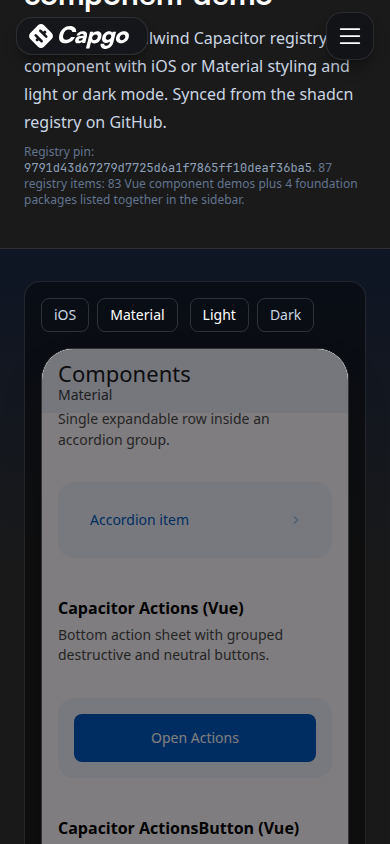 component demo
Capgo
lwind Capacitor registry
component with iOS or Material styling and
light or dark mode. Synced from the shadcn
registry on GitHub.
Registry pin:
9791d43d67279d7725d6a1f7865ff10deaf36ba5. 87
registry items: 83 Vue component demos plus 4 foundation
packages listed together in the sidebar.
iOS
Material
Light
Dark
Components
Material
Single expandable row inside an
accordion group.
Accordion item
Capacitor Actions (Vue)
Bottom action sheet with grouped
destructive and neutral buttons.
Open Actions
Capacitor ActionsButton (Vue)